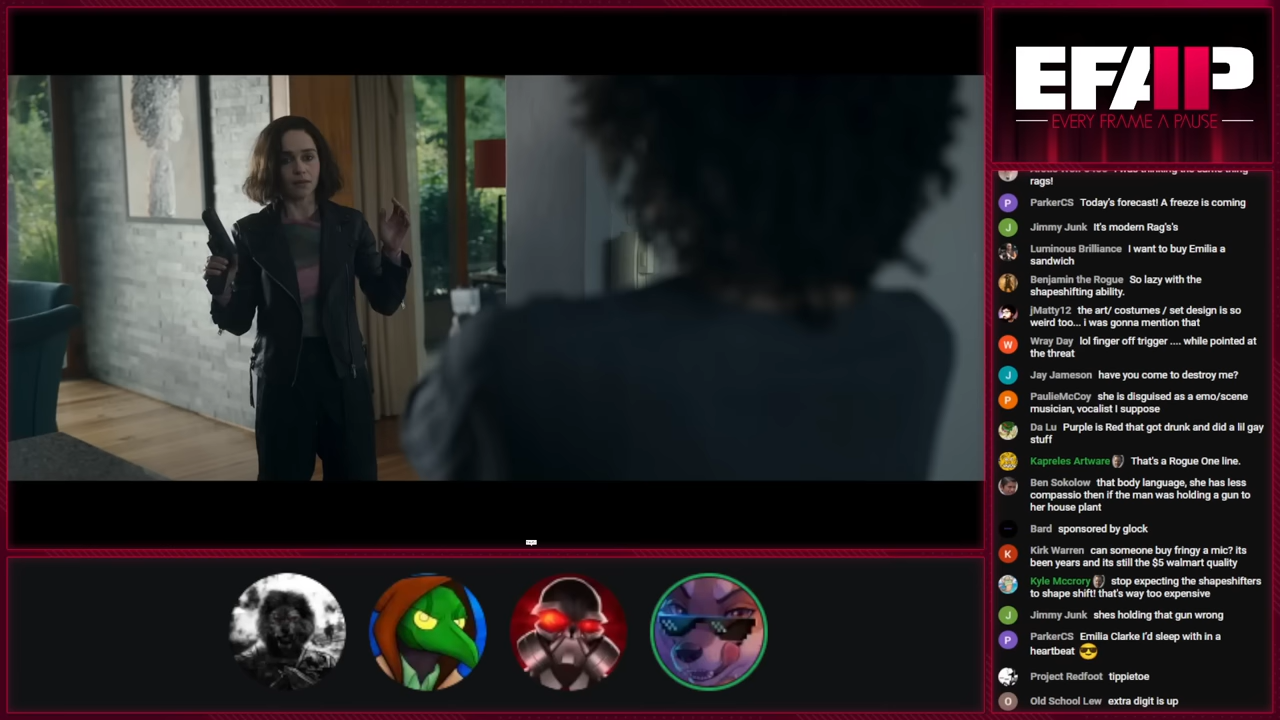 EFAP
EVERY FRAME A PAUSE
rags!
ParkerCS Today's forecast! A freeze is coming
Jimmy Junk It's modern Rag's's
Luminous Brilliance I want to buy Emilia a
sandwich
Benjamin the Rogue So lazy with the
shapeshifting ability.
jMatty12 the art/ costumes / set design is so
weird too... i was gonna mention that
Wray Day lol finger off trigger .... while pointed at
the threat
Jay Jameson have you come to destroy me?
PaulieMcCoy she is disguised as a emo/scene
musician, vocalist I suppose
Da Lu Purple is Red that got drunk and did a lil gay
stuff
Kapreles Artware That's a Rogue One line.
Ben Sokolow that body language, she has less
compassio then if the man was holding a gun to
her house plant
Bard sponsored by glock
Kirk Warren can someone buy fringy a mic? its
been years and its still the $5 walmart quality
Kyle Mccrory stop expecting the shapeshifters
to shape shift! that's way too expensive
Jimmy Junk shes holding that gun wrong
ParkerCS Emilia Clarke I'd sleep with in a
heartbeat 😎
Project Redfoot tippietoe
Old School Lew extra digit is up